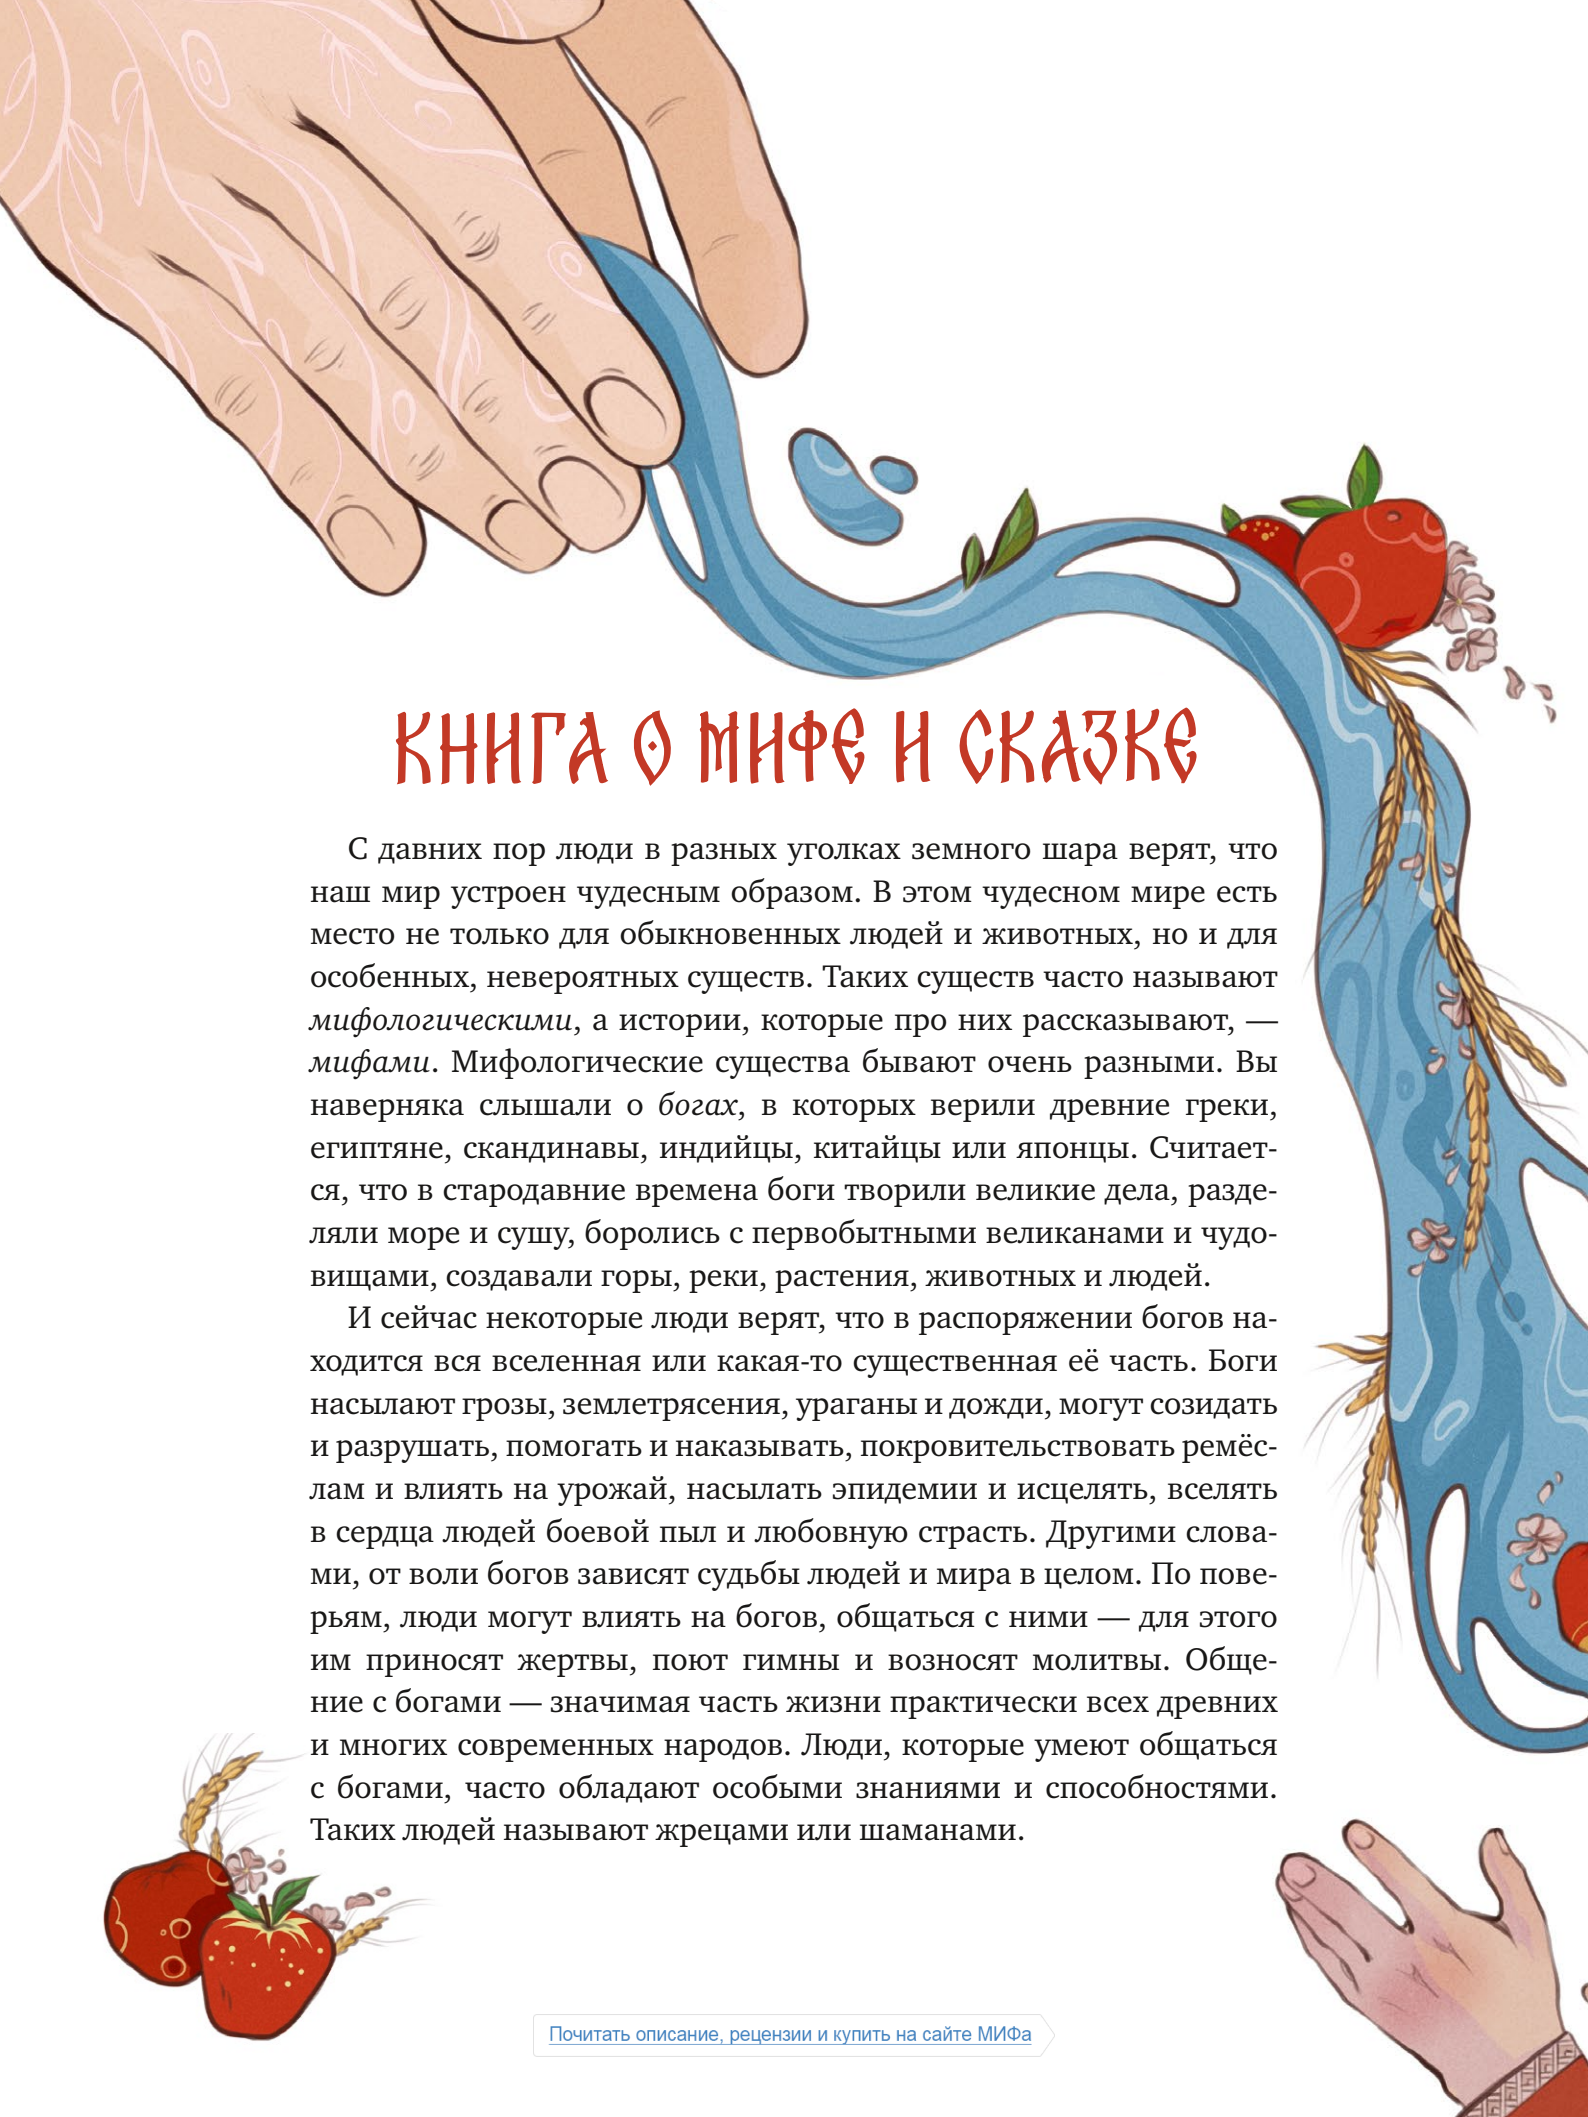 КНИГА О МИФЕ И СКАЗКЕ
С давних пор люди в разных уголках земного шара верят, что
наш мир устроен чудесным образом. В этом чудесном мире есть
место не только для обыкновенных людей и животных, но и для
особенных, невероятных существ. Таких существ часто называют
мифологическими, а истории, которые про них рассказывают, —
мифами. Мифологические существа бывают очень разными. Вы
наверняка слышали о богах, в которых верили древние греки,
египтяне, скандинавы, индийцы, китайцы или японцы. Считает-
ся, что в стародавние времена боги творили великие дела, разде-
ляли море и сушу, боролись с первобытными великанами и чудо-
вищами, создавали горы, реки, растения, животных и людей.
И сейчас некоторые люди верят, что в распоряжении богов на-
ходится вся вселенная или какая-то существенная её часть. Боги
насылают грозы, землетрясения, ураганы и дожди, могут созидать
и разрушать, помогать и наказывать, покровительствовать ремёс-
лам и влиять на урожай, насылать эпидемии и исцелять, вселять
в сердца людей боевой пыл и любовную страсть. Другими слова-
ми, от воли богов зависят судьбы людей и мира в целом. По пове-
рьям, люди могут влиять на богов, общаться с ними — для этого
им приносят жертвы, поют гимны и возносят молитвы. Обще-
ние с богами — значимая часть жизни практически всех древних
и многих современных народов. Люди, которые умеют общаться
с богами, часто обладают особыми знаниями и способностями.
Таких людей называют жрецами или шаманами.
Почитать описание, рецензии и купить на сайте МИФа